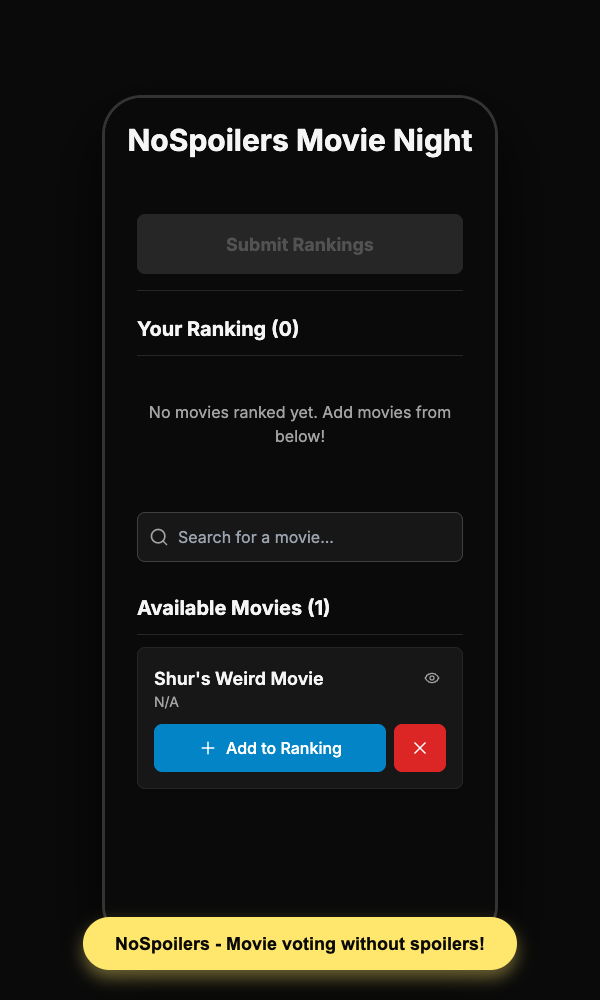 NoSpoilers Movie Night
Submit Rankings
Your Ranking (0)
No movies ranked yet. Add movies from
below!
Search for a movie...
Available Movies (1)
Shur's Weird Movie
N/A
Add to Ranking
NoSpoilers - Movie voting without spoilers!